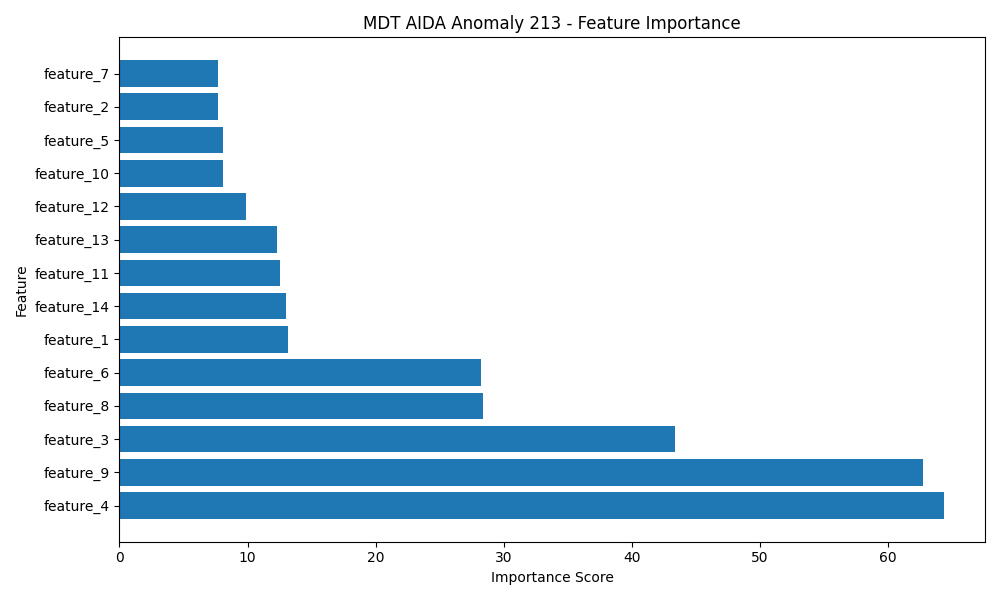 MDT AIDA Anomaly 213 - Feature Importance
feature_7
feature_2
feature_5
feature_10
feature_12
feature_13
feature_11
feature_14
feature_1
feature_6
feature_8
feature_3
feature_9
feature_4
Feature
0 10 20 30 40 50 60
Importance Score